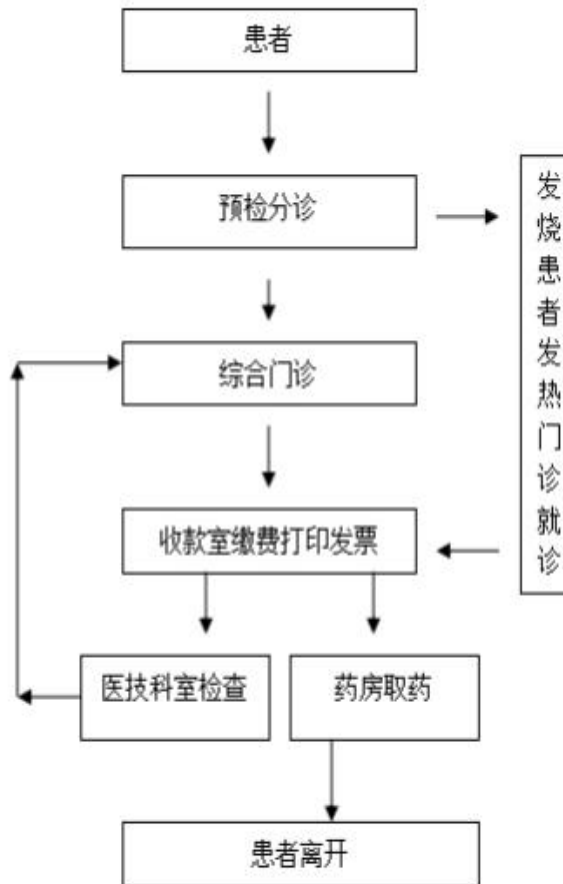 患者
预检分诊
发烧患者发热门诊就诊
综合门诊
收款室缴费打印发票
医技科室检查
药房取药
患者离开